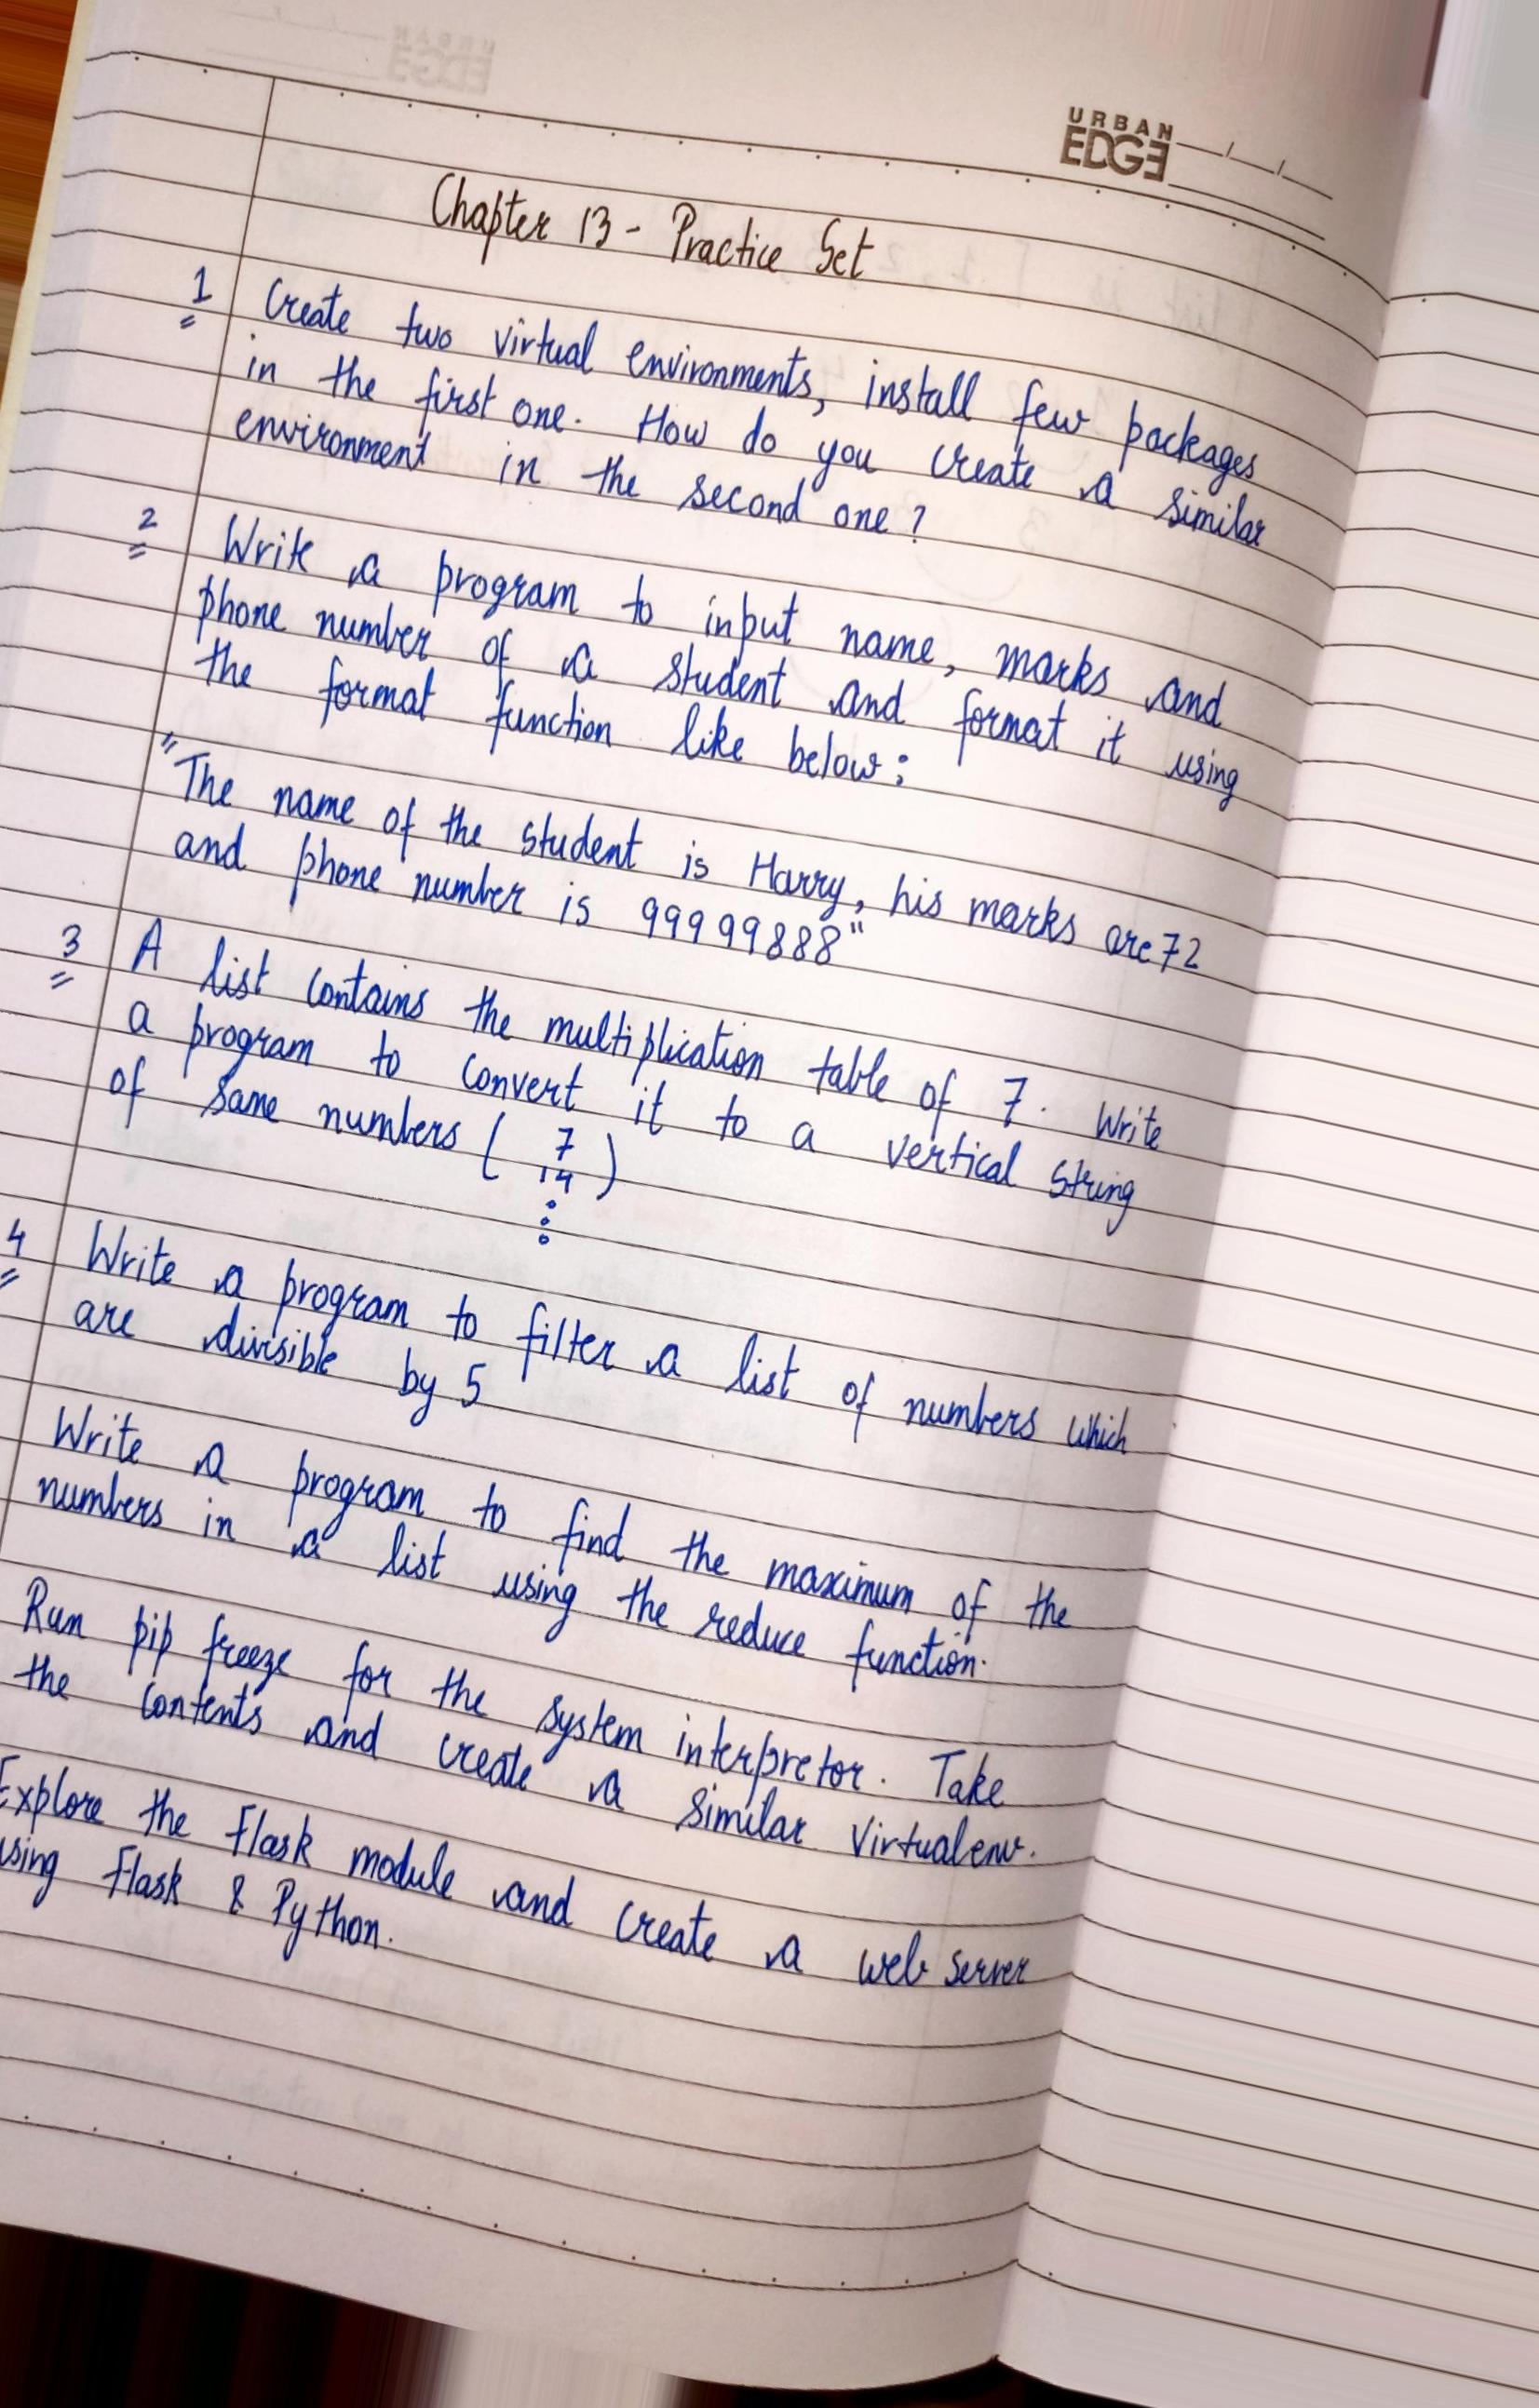 URBAN
EDGE
Chapter 13 - Practice Set
1 Create two virtual environments, install few packages
in the first one. How do you create a similar
environment in the second one?
2 Write a program to input name, marks and
phone number of a student and format it using
the format function like below:
"The name of the student is Harry, his marks are 72
and phone number is 99999888"
3 A list contains the multiplication table of 7. Write
a program to convert it to a vertical string
of same numbers ( 7
14 )
4 Write a program to filter a list of numbers which
are divisible by 5
Write a program to find the maximum of the
numbers in a list using the reduce function.
Run pip freeze for the system interpretor. Take
the contents and create a similar virtualenv.
Explore the Flask module and create a web server
using Flask & Python.